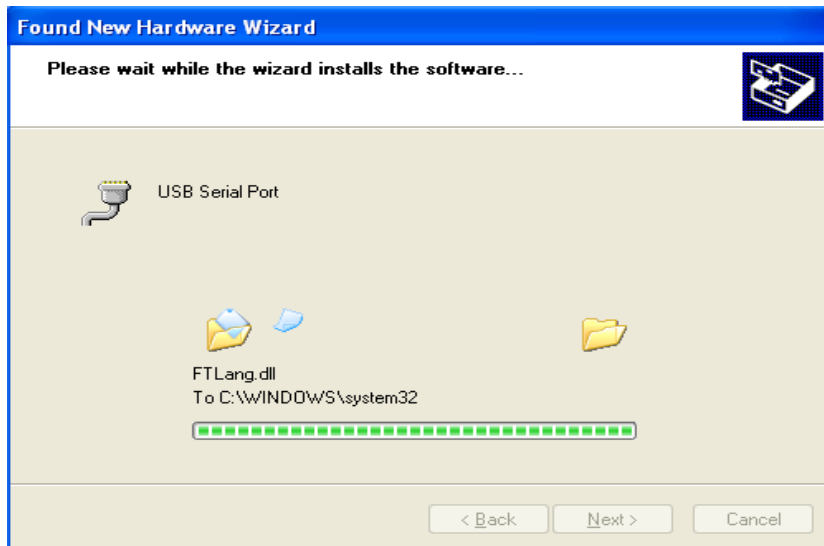 Found New Hardware Wizard
Please wait while the wizard installs the software...
USB Serial Port
FTLang.dll
To C:\WINDOWS\system32
< Back
Next >
Cancel